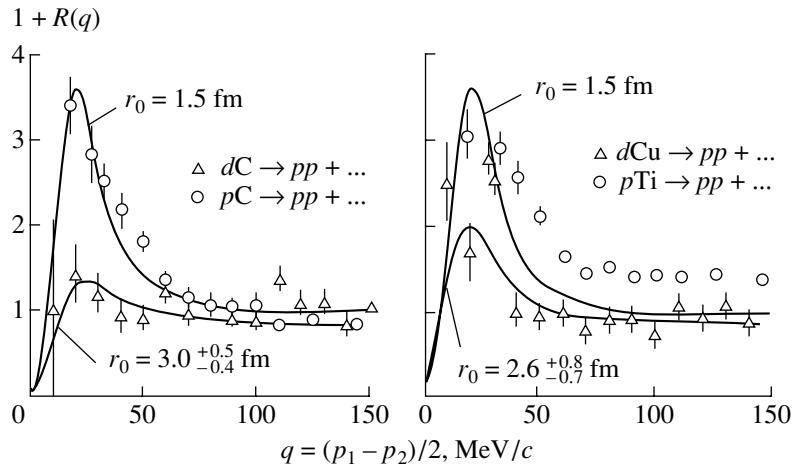 1 + R(q)
4
3
2
1
0
50
100
150
r₀ = 1.5 fm
△ dC → pp + ...
○ pC → pp + ...
r₀ = 3.0 +0.5 −0.4 fm
r₀ = 1.5 fm
△ dCu → pp + ...
○ pTi → pp + ...
r₀ = 2.6 +0.8 −0.7 fm
0
50
100
150
q = (p₁ – p₂)/2, MeV/c